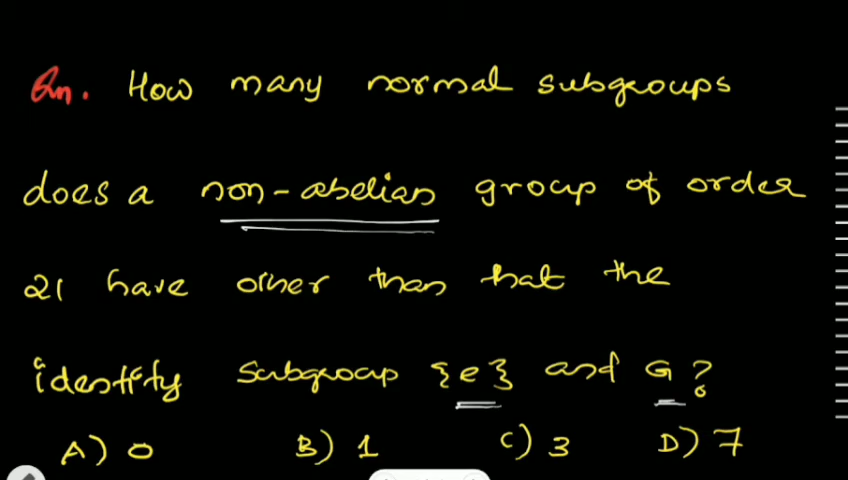 Qn. How many normal subgroups
does a non-abelian group of order
21 have other than that the
identity subgroup {e} and G?
A) 0 B) 1 C) 3 D) 7